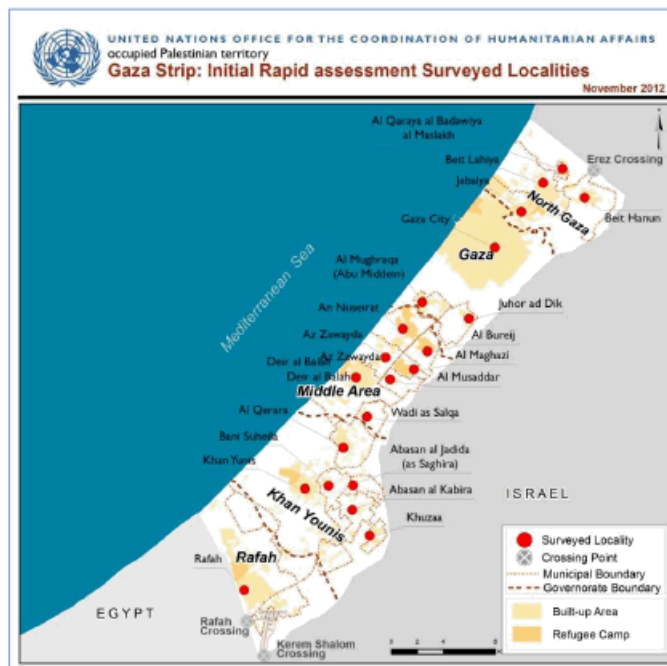 UNITED NATIONS OFFICE FOR THE COORDINATION OF HUMANITARIAN AFFAIRS
occupied Palestinian territory
Gaza Strip: Initial Rapid assessment Surveyed Localities
November 2012
Al Qaraya al Badawiya
al Maslakh
Erez Crossing
Beit Lahiya
Jabalya
North Gaza
Beit Hanun
Gaza City
Gaza
Mediterranean Sea
Al Mughraqa
(Abu Middein)
An Nuseirat
Juhor ad Dik
Az Zawayda
Al Bureij
Az Zawayda
Deir al Balah
Al Maghazi
Deir al Balah
Al Musaddar
Middle Area
Al Qarara
Wadi as Salqa
Bani Suheila
Abasan al Jadida
(as Saghira)
Khan Yunis
Abasan al Kabira
ISRAEL
Khan Younis
Khuzaa
Surveyed Locality
Crossing Point
Municipal Boundary
Governorate Boundary
Built-up Area
Refugee Camp
Rafah
Rafah
EGYPT
Rafah
Crossing
Kerem Shalom
Crossing